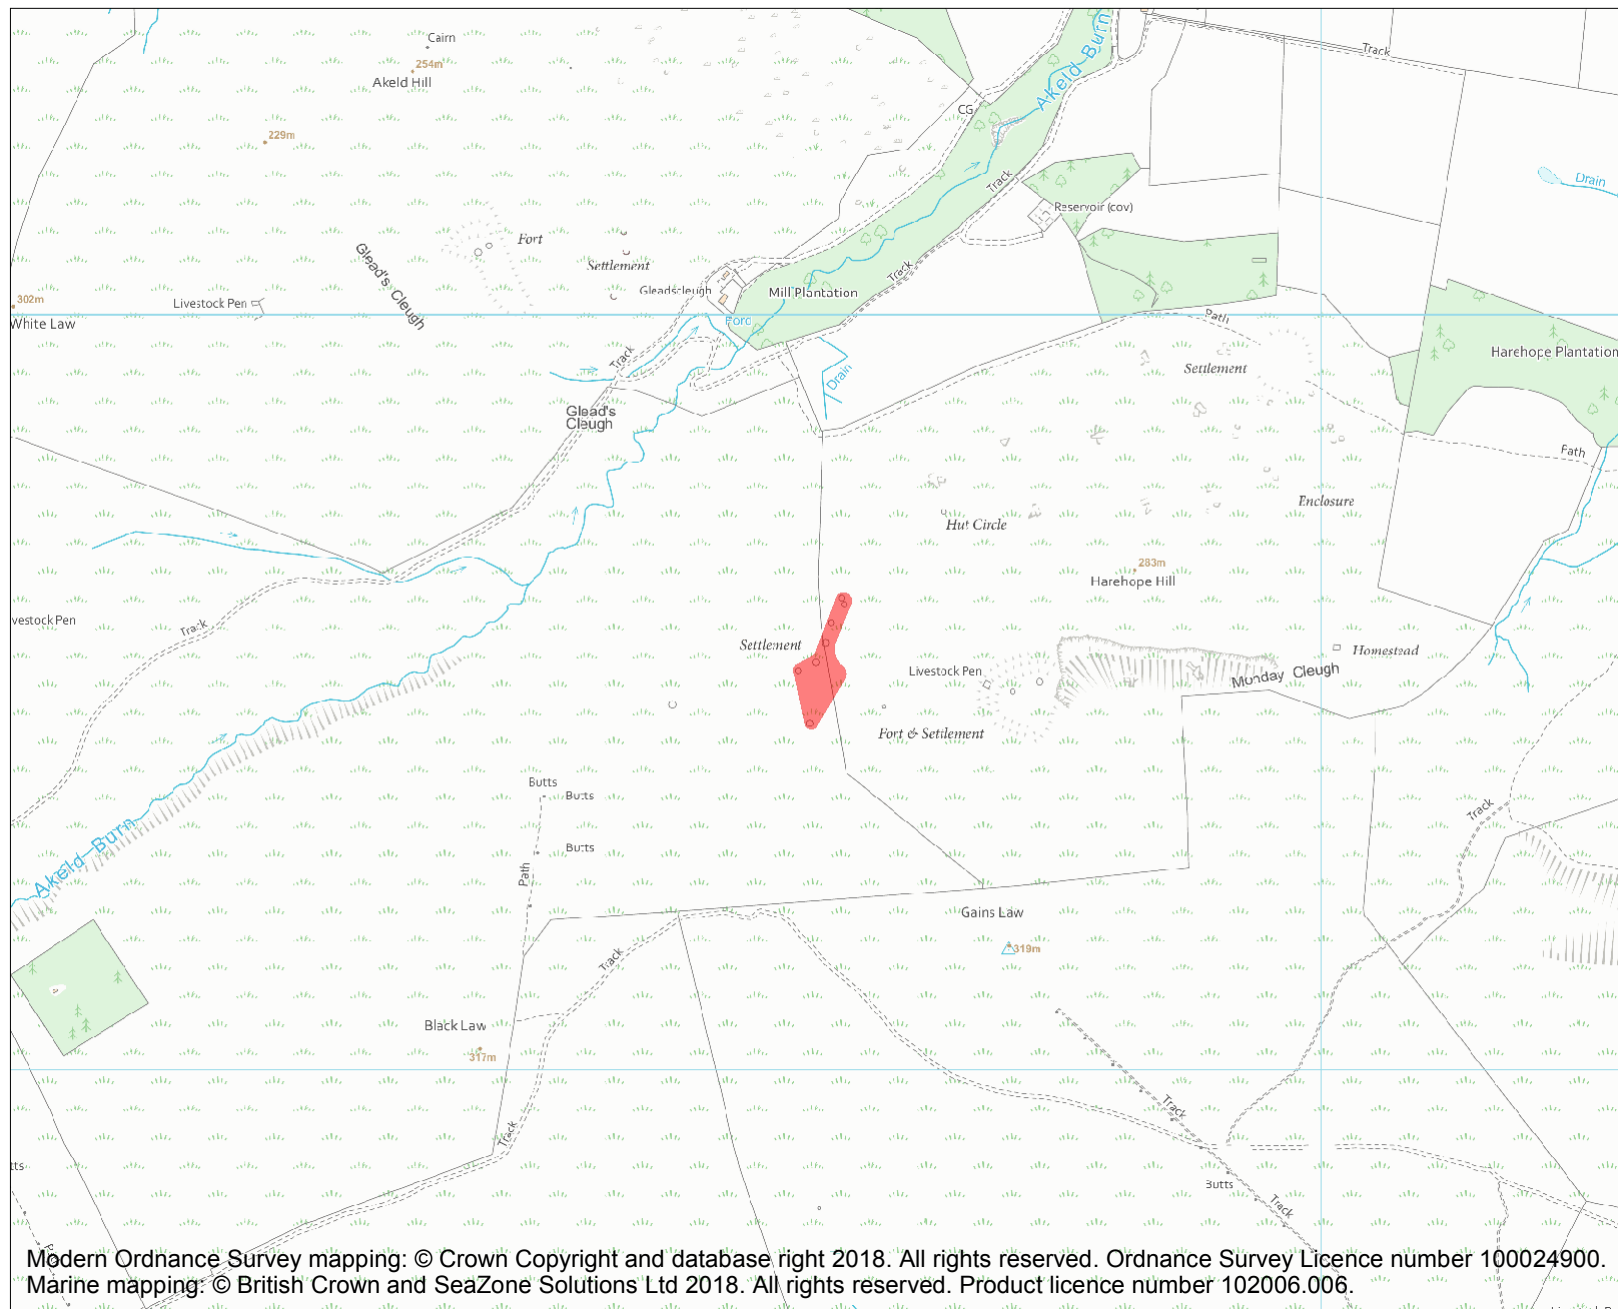 Cairn
254m
Akeld Hill
229m
Track
Akeld Burn
CG
Track
Drain
Reservoir (cov)
Fort
Settlement
Glead's Cleugh
Livestock Pen
Gleadscleugh
Mill Plantation
Track
302m
White Law
Ford
Path
Harehope Plantation
Track
Settlement
Drain
Glead's
Cleugh
Path
Enclosure
Hut Circle
283m
Harehope Hill
vestock Pen
Track
Settlement
Livestock Pen
Homestead
Monday Cleugh
Fort & Settlement
Butts
Butts
Track
Butts
Path
Akeld Burn
Gains Law
319m
Track
Black Law
317m
Track
Track
tts
Butts
Track
Modern Ordnance Survey mapping: © Crown Copyright and database right 2018. All rights reserved. Ordnance Survey Licence number 100024900.
Marine mapping: © British Crown and SeaZone Solutions Ltd 2018. All rights reserved. Product licence number 102006.006.